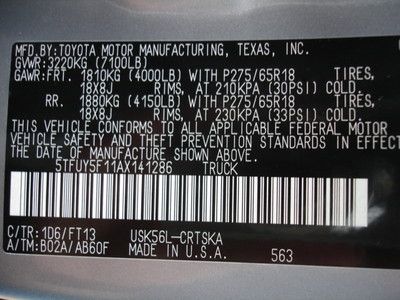 MFD. BY: TOYOTA MOTOR MANUFACTURING, TEXAS, INC.
GVWR: 3220KG (7100LB)
GAWR: FRT. 1810KG (4000LB) WITH P275/65R18 TIRES,
18X8J RIMS, AT 210KPA (30PSI) COLD.
RR. 1880KG (4150LB) WITH P275/65R18 TIRES,
18X8J RIMS, AT 230KPA (33PSI) COLD.
THIS VEHICLE CONFORMS TO ALL APPLICABLE FEDERAL MOTOR
VEHICLE SAFETY AND THEFT PREVENTION STANDARDS IN EFFECT
ON THE DATE OF MANUFACTURE SHOWN ABOVE.
5TFUY5F11AX141286 TRUCK
C/TR: 1D6/FT13 USK56L-CRTSKA
A/TM: B02A/AB60F MADE IN U.S.A. 563